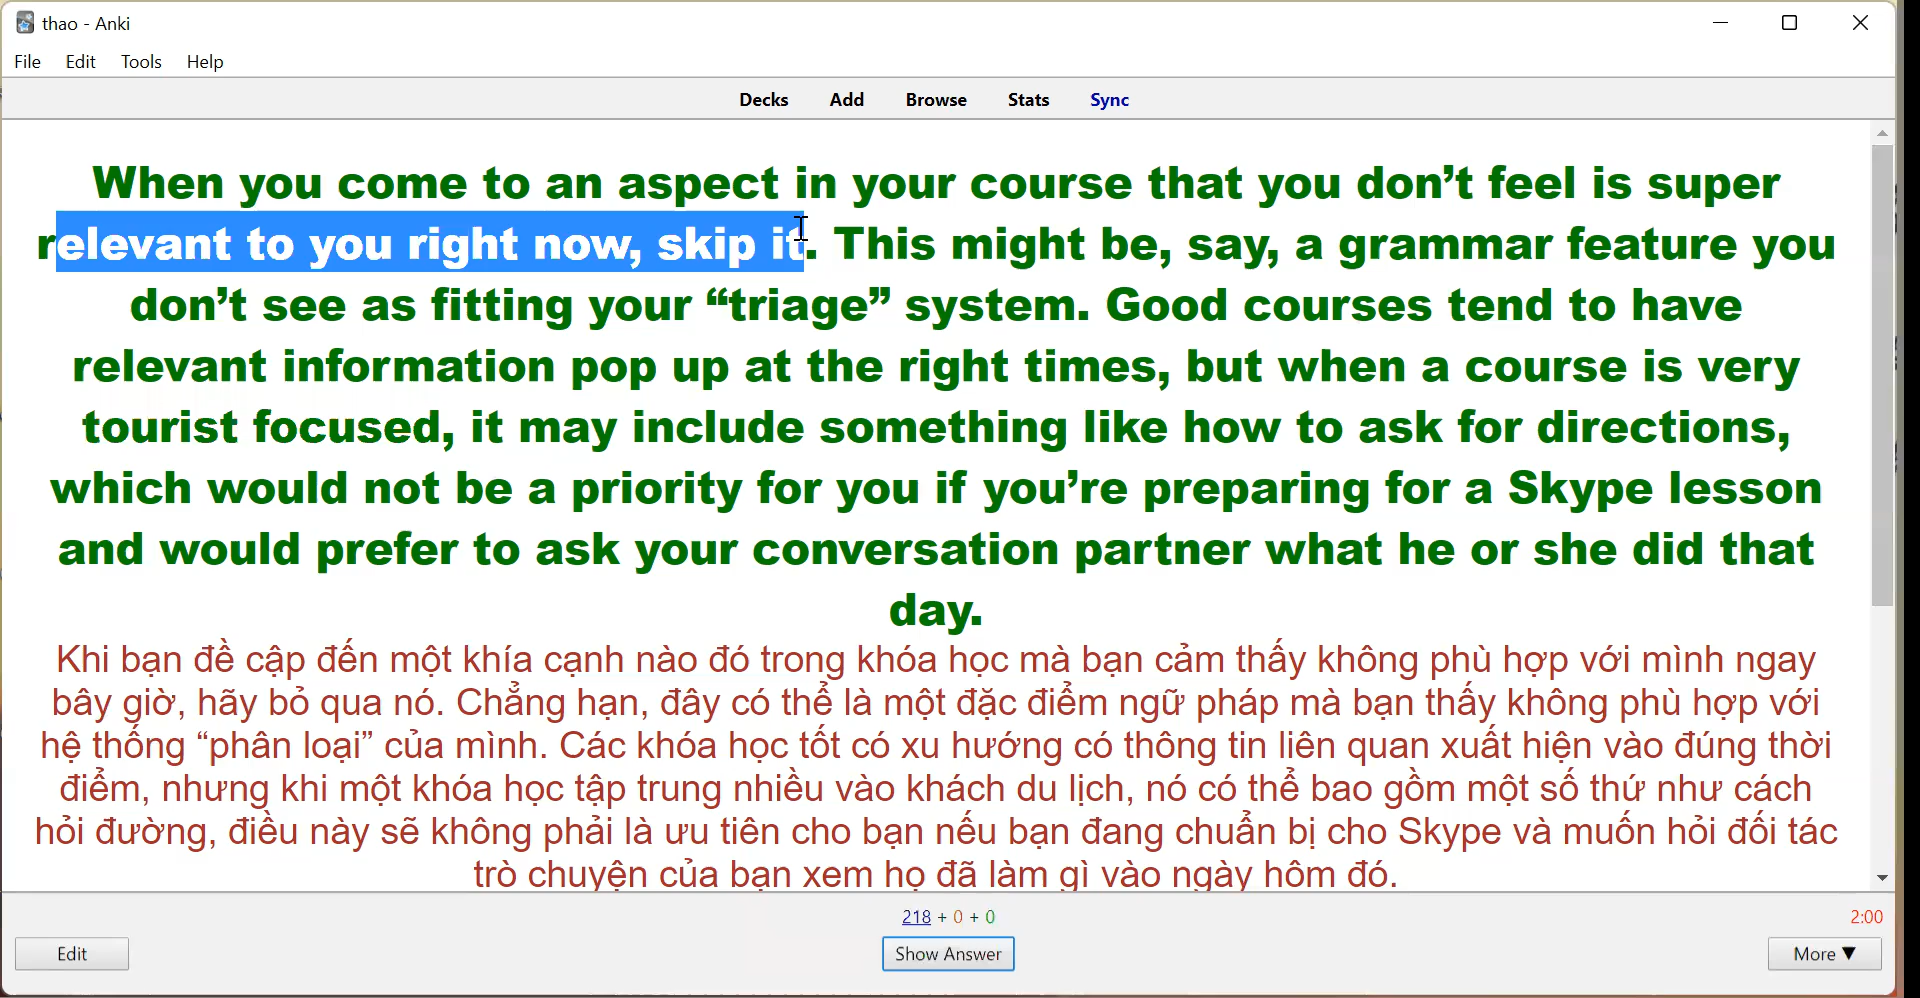 thao - Anki
File Edit Tools Help
Decks Add Browse Stats Sync
When you come to an aspect in your course that you don’t feel is super
relevant to you right now, skip it. This might be, say, a grammar feature you
don’t see as fitting your “triage” system. Good courses tend to have
relevant information pop up at the right times, but when a course is very
tourist focused, it may include something like how to ask for directions,
which would not be a priority for you if you’re preparing for a Skype lesson
and would prefer to ask your conversation partner what he or she did that
day.
Khi bạn đề cập đến một khía cạnh nào đó trong khóa học mà bạn cảm thấy không phù hợp với mình ngay
bây giờ, hãy bỏ qua nó. Chẳng hạn, đây có thể là một đặc điểm ngữ pháp mà bạn thấy không phù hợp với
hệ thống “phân loại” của mình. Các khóa học tốt có xu hướng có thông tin liên quan xuất hiện vào đúng thời
điểm, nhưng khi một khóa học tập trung nhiều vào khách du lịch, nó có thể bao gồm một số thứ như cách
hỏi đường, điều này sẽ không phải là ưu tiên cho bạn nếu bạn đang chuẩn bị cho Skype và muốn hỏi đối tác
trò chuyện của bạn xem họ đã làm gì vào ngày hôm đó.
218 + 0 + 0 2:00
Edit Show Answer More ▼